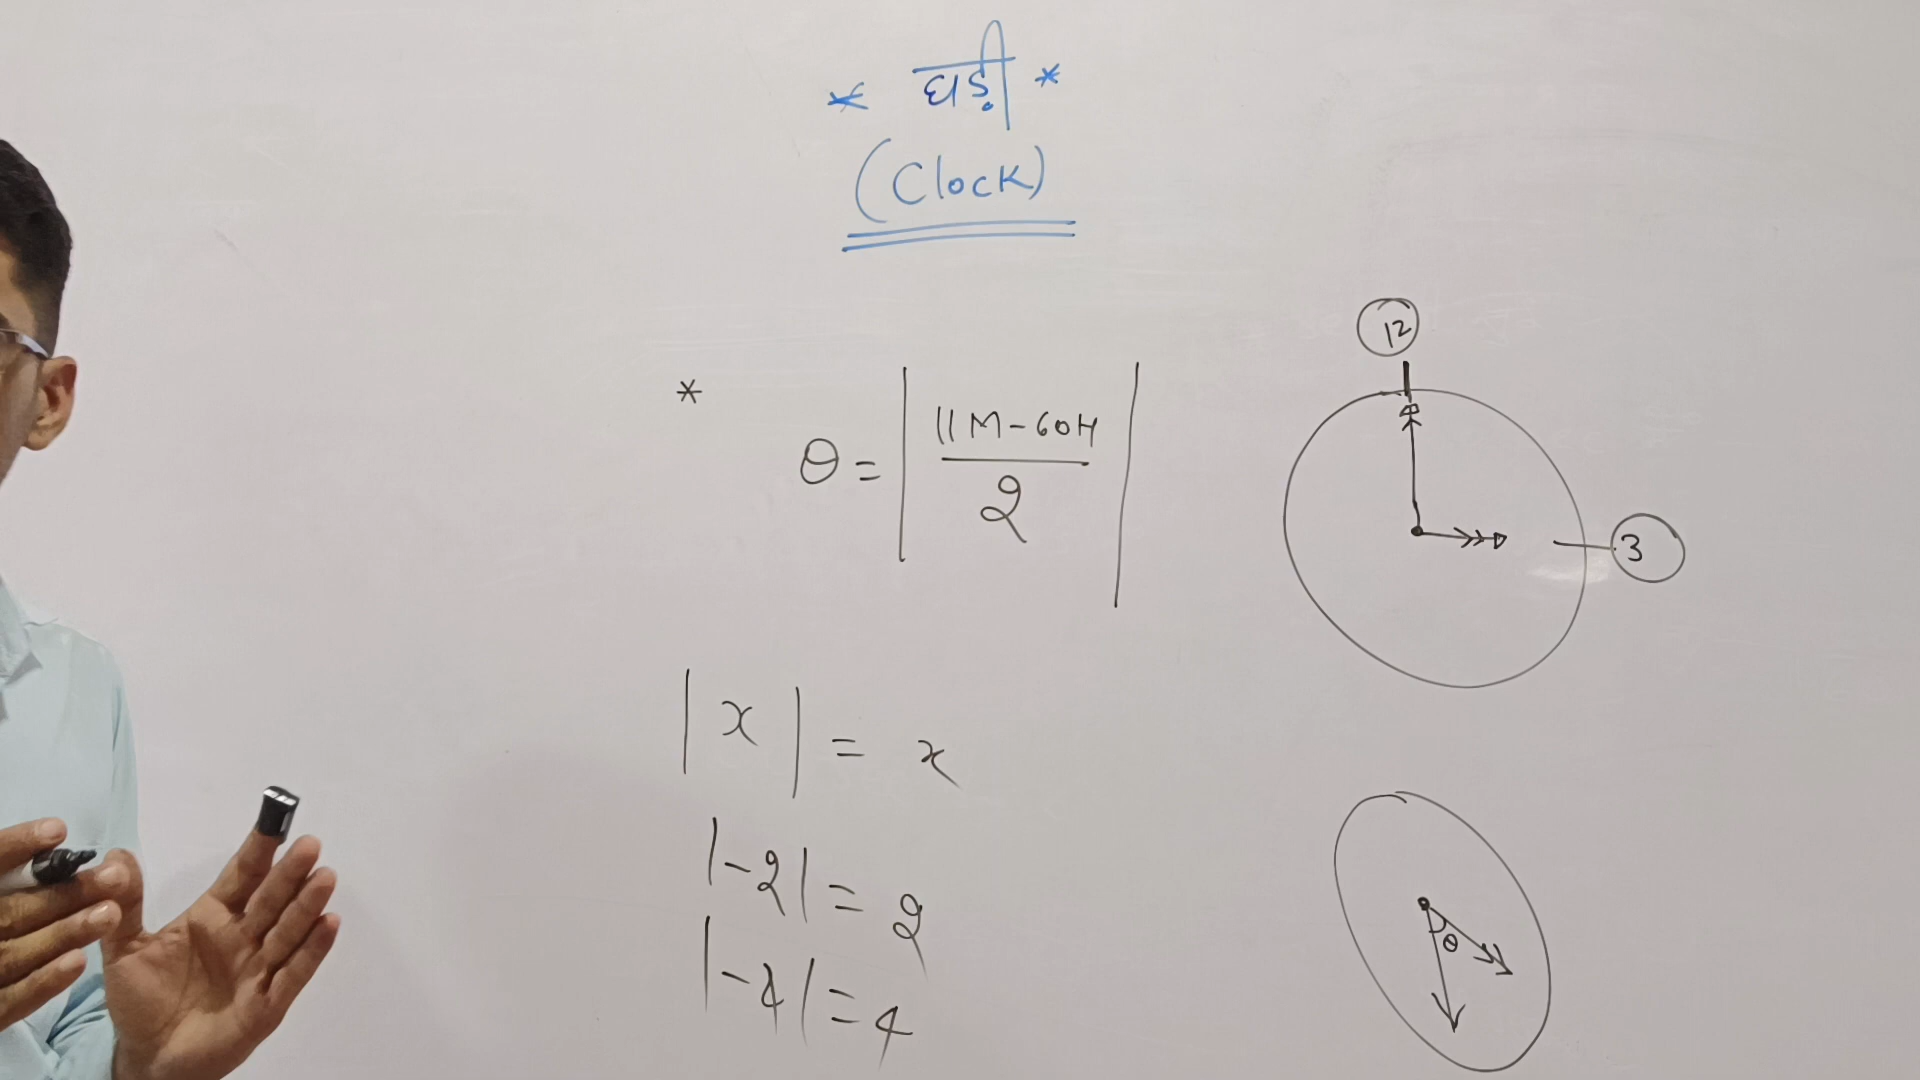 * घड़ी *
(Clock)
* θ = | 11M-60H / 2 |
12
3
|x| = x
|-2| = 2
θ
|-4| = 4